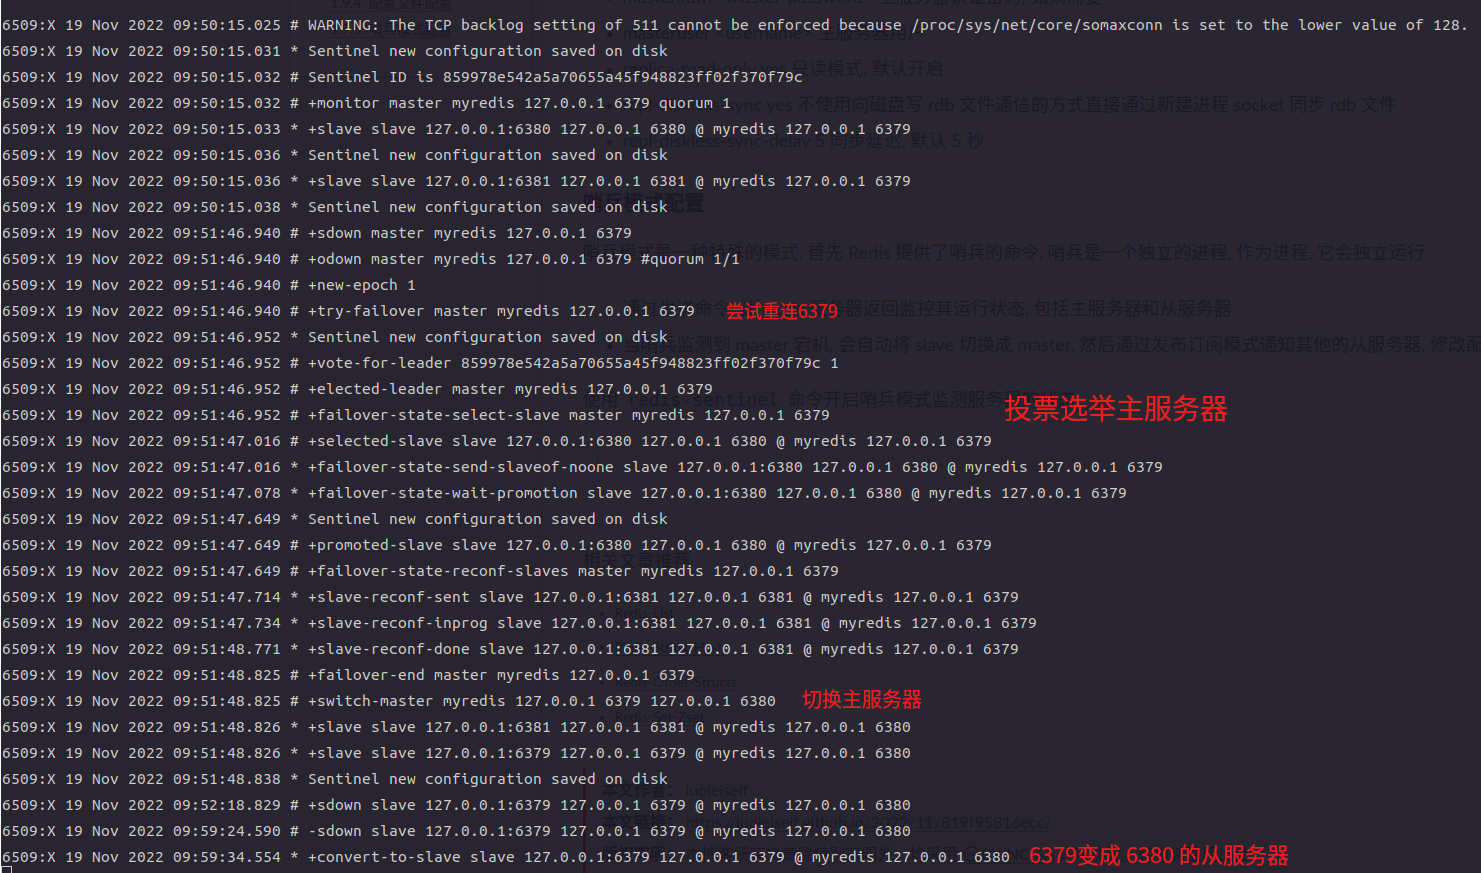 6509:X 19 Nov 2022 09:50:15.025 # WARNING: The TCP backlog setting of 511 cannot be enforced because /proc/sys/net/core/somaxconn is set to the lower value of 128.
6509:X 19 Nov 2022 09:50:15.031 * Sentinel new configuration saved on disk
6509:X 19 Nov 2022 09:50:15.032 # Sentinel ID is 859978e542a5a70655a45f948823ff02f370f79c
6509:X 19 Nov 2022 09:50:15.032 # +monitor master myredis 127.0.0.1 6379 quorum 1
6509:X 19 Nov 2022 09:50:15.033 * +slave slave 127.0.0.1:6380 127.0.0.1 6380 @ myredis 127.0.0.1 6379
6509:X 19 Nov 2022 09:50:15.036 * Sentinel new configuration saved on disk
6509:X 19 Nov 2022 09:50:15.036 * +slave slave 127.0.0.1:6381 127.0.0.1 6381 @ myredis 127.0.0.1 6379
6509:X 19 Nov 2022 09:50:15.038 * Sentinel new configuration saved on disk
6509:X 19 Nov 2022 09:51:46.940 # +sdown master myredis 127.0.0.1 6379
6509:X 19 Nov 2022 09:51:46.940 # +odown master myredis 127.0.0.1 6379 #quorum 1/1
6509:X 19 Nov 2022 09:51:46.940 # +new-epoch 1
6509:X 19 Nov 2022 09:51:46.940 # +try-failover master myredis 127.0.0.1 6379 尝试重连6379
6509:X 19 Nov 2022 09:51:46.952 * Sentinel new configuration saved on disk
6509:X 19 Nov 2022 09:51:46.952 # +vote-for-leader 859978e542a5a70655a45f948823ff02f370f79c 1
6509:X 19 Nov 2022 09:51:46.952 # +elected-leader master myredis 127.0.0.1 6379
6509:X 19 Nov 2022 09:51:46.952 # +failover-state-select-slave master myredis 127.0.0.1 6379 投票选举主服务器
6509:X 19 Nov 2022 09:51:47.016 # +selected-slave slave 127.0.0.1:6380 127.0.0.1 6380 @ myredis 127.0.0.1 6379
6509:X 19 Nov 2022 09:51:47.016 * +failover-state-send-slaveof-noone slave 127.0.0.1:6380 127.0.0.1 6380 @ myredis 127.0.0.1 6379
6509:X 19 Nov 2022 09:51:47.078 * +failover-state-wait-promotion slave 127.0.0.1:6380 127.0.0.1 6380 @ myredis 127.0.0.1 6379
6509:X 19 Nov 2022 09:51:47.649 * Sentinel new configuration saved on disk
6509:X 19 Nov 2022 09:51:47.649 # +promoted-slave slave 127.0.0.1:6380 127.0.0.1 6380 @ myredis 127.0.0.1 6379
6509:X 19 Nov 2022 09:51:47.649 # +failover-state-reconf-slaves master myredis 127.0.0.1 6379
6509:X 19 Nov 2022 09:51:47.714 * +slave-reconf-sent slave 127.0.0.1:6381 127.0.0.1 6381 @ myredis 127.0.0.1 6379
6509:X 19 Nov 2022 09:51:47.734 * +slave-reconf-inprog slave 127.0.0.1:6381 127.0.0.1 6381 @ myredis 127.0.0.1 6379
6509:X 19 Nov 2022 09:51:48.771 * +slave-reconf-done slave 127.0.0.1:6381 127.0.0.1 6381 @ myredis 127.0.0.1 6379
6509:X 19 Nov 2022 09:51:48.825 # +failover-end master myredis 127.0.0.1 6379
6509:X 19 Nov 2022 09:51:48.825 # +switch-master myredis 127.0.0.1 6379 127.0.0.1 6380 切换主服务器
6509:X 19 Nov 2022 09:51:48.826 * +slave slave 127.0.0.1:6381 127.0.0.1 6381 @ myredis 127.0.0.1 6380
6509:X 19 Nov 2022 09:51:48.826 * +slave slave 127.0.0.1:6379 127.0.0.1 6379 @ myredis 127.0.0.1 6380
6509:X 19 Nov 2022 09:51:48.838 * Sentinel new configuration saved on disk
6509:X 19 Nov 2022 09:52:18.829 # +sdown slave 127.0.0.1:6379 127.0.0.1 6379 @ myredis 127.0.0.1 6380
6509:X 19 Nov 2022 09:59:24.590 # -sdown slave 127.0.0.1:6379 127.0.0.1 6379 @ myredis 127.0.0.1 6380
6509:X 19 Nov 2022 09:59:34.554 * +convert-to-slave slave 127.0.0.1:6379 127.0.0.1 6379 @ myredis 127.0.0.1 6380 6379变成 6380 的从服务器